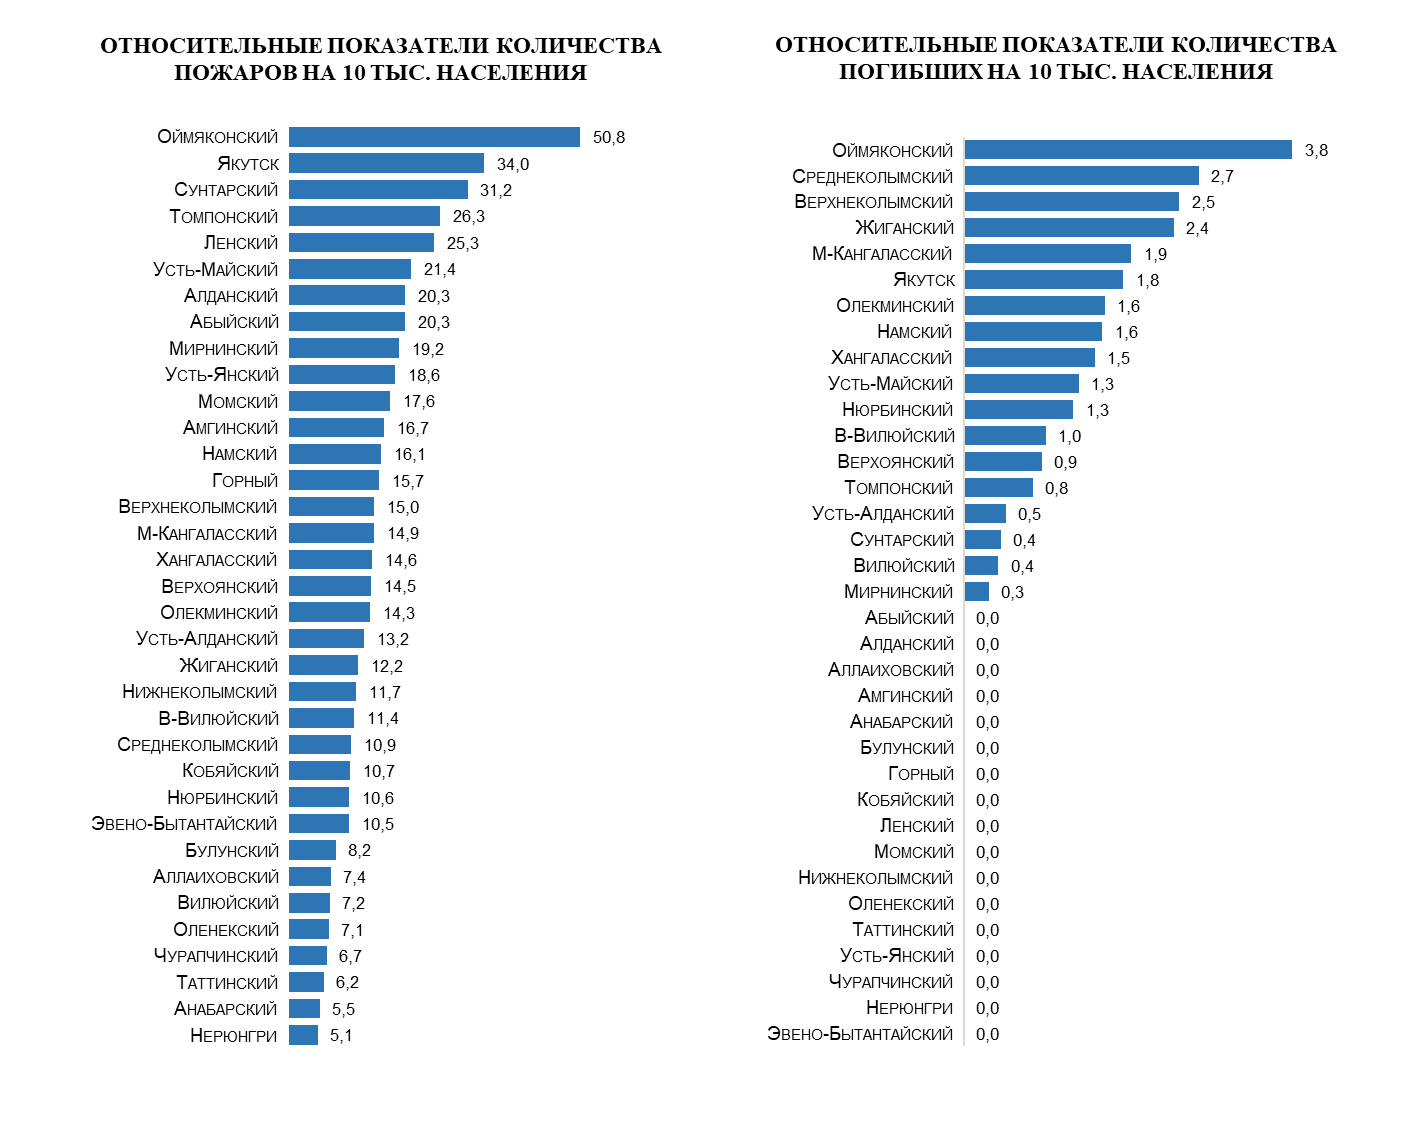 ОТНОСИТЕЛЬНЫЕ ПОКАЗАТЕЛИ КОЛИЧЕСТВА
ПОЖАРОВ НА 10 ТЫС. НАСЕЛЕНИЯ
ОЙМЯКОНСКИЙ 50,8
ЯКУТСК 34,0
СУНТАРСКИЙ 31,2
ТОМПОНСКИЙ 26,3
ЛЕНСКИЙ 25,3
УСТЬ-МАЙСКИЙ 21,4
АЛДАНСКИЙ 20,3
АБЫЙСКИЙ 20,3
МИРНИНСКИЙ 19,2
УСТЬ-ЯНСКИЙ 18,6
МОМСКИЙ 17,6
АМГИНСКИЙ 16,7
НАМСКИЙ 16,1
ГОРНЫЙ 15,7
ВЕРХНЕКОЛЫМСКИЙ 15,0
М-КАНГАЛАССКИЙ 14,9
ХАНГАЛАССКИЙ 14,6
ВЕРХОЯНСКИЙ 14,5
ОЛЕКМИНСКИЙ 14,3
УСТЬ-АЛДАНСКИЙ 13,2
ЖИГАНСКИЙ 12,2
НИЖНЕКОЛЫМСКИЙ 11,7
В-ВИЛЮЙСКИЙ 11,4
СРЕДНЕКОЛЫМСКИЙ 10,9
КОБЯЙСКИЙ 10,7
НЮРБИНСКИЙ 10,6
ЭВЕНО-БЫТАНТАЙСКИЙ 10,5
БУЛУНСКИЙ 8,2
АЛЛАИХОВСКИЙ 7,4
ВИЛЮЙСКИЙ 7,2
ОЛЕНЕКСКИЙ 7,1
ЧУРАПЧИНСКИЙ 6,7
ТАТТИНСКИЙ 6,2
АНАБАРСКИЙ 5,5
НЕРЮНГРИ 5,1
ОТНОСИТЕЛЬНЫЕ ПОКАЗАТЕЛИ КОЛИЧЕСТВА
ПОГИБШИХ НА 10 ТЫС. НАСЕЛЕНИЯ
ОЙМЯКОНСКИЙ 3,8
СРЕДНЕКОЛЫМСКИЙ 2,7
ВЕРХНЕКОЛЫМСКИЙ 2,5
ЖИГАНСКИЙ 2,4
М-КАНГАЛАССКИЙ 1,9
ЯКУТСК 1,8
ОЛЕКМИНСКИЙ 1,6
НАМСКИЙ 1,6
ХАНГАЛАССКИЙ 1,5
УСТЬ-МАЙСКИЙ 1,3
НЮРБИНСКИЙ 1,3
В-ВИЛЮЙСКИЙ 1,0
ВЕРХОЯНСКИЙ 0,9
ТОМПОНСКИЙ 0,8
УСТЬ-АЛДАНСКИЙ 0,5
СУНТАРСКИЙ 0,4
ВИЛЮЙСКИЙ 0,4
МИРНИНСКИЙ 0,3
АБЫЙСКИЙ 0,0
АЛДАНСКИЙ 0,0
АЛЛАИХОВСКИЙ 0,0
АМГИНСКИЙ 0,0
АНАБАРСКИЙ 0,0
БУЛУНСКИЙ 0,0
ГОРНЫЙ 0,0
КОБЯЙСКИЙ 0,0
ЛЕНСКИЙ 0,0
МОМСКИЙ 0,0
НИЖНЕКОЛЫМСКИЙ 0,0
ОЛЕНЕКСКИЙ 0,0
ТАТТИНСКИЙ 0,0
УСТЬ-ЯНСКИЙ 0,0
ЧУРАПЧИНСКИЙ 0,0
НЕРЮНГРИ 0,0
ЭВЕНО-БЫТАНТАЙСКИЙ 0,0